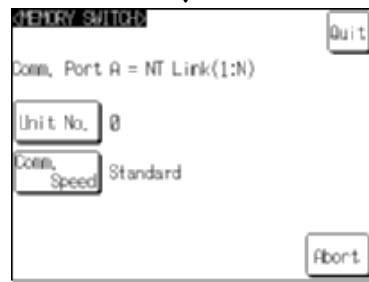 <MEMORY SWITCH>
Quit
Comm. Port A = NT Link(1:N)
Unit No. 0
Comm.
Speed Standard
Abort